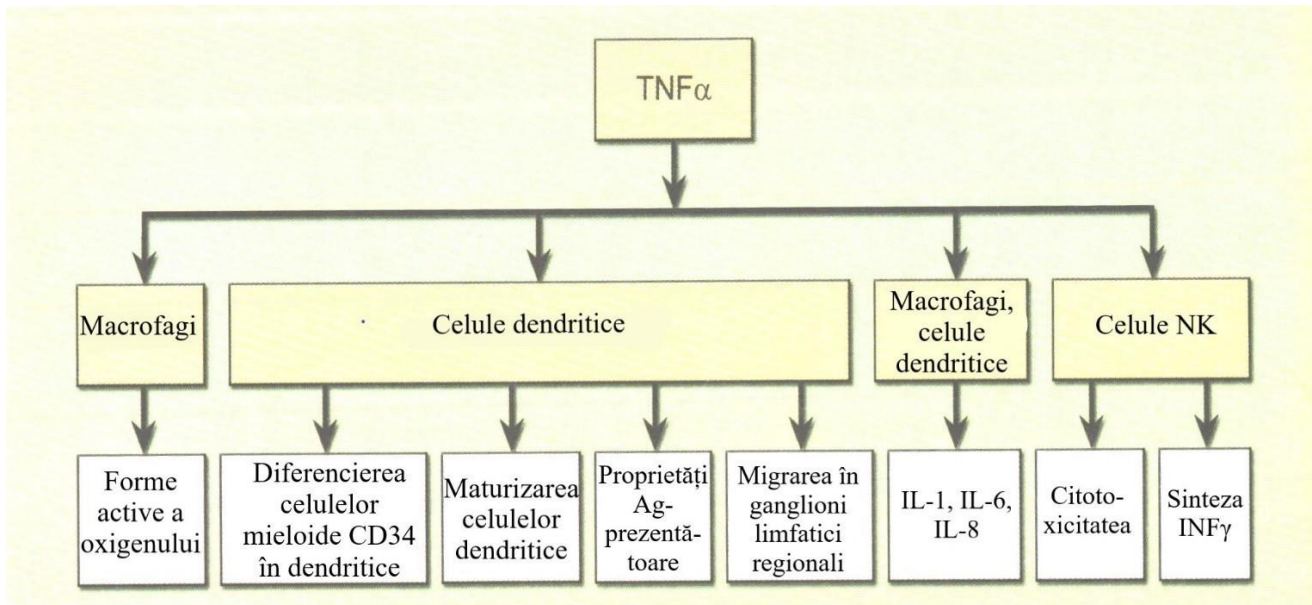 TNFα
Macrofagi
Celule dendritice
Macrofagi,
celule
dendritice
Celule NK
Forme
active a
oxigenului
Diferencierea
celulelor
mieloide CD34
în dendritice
Maturizarea
celulelor
dendritice
Proprietăți
Ag-
prezentă-
toare
Migrarea în
ganglioni
limfatici
regionali
IL-1, IL-6,
IL-8
Citoto-
xicitatea
Sinteza
INFγ